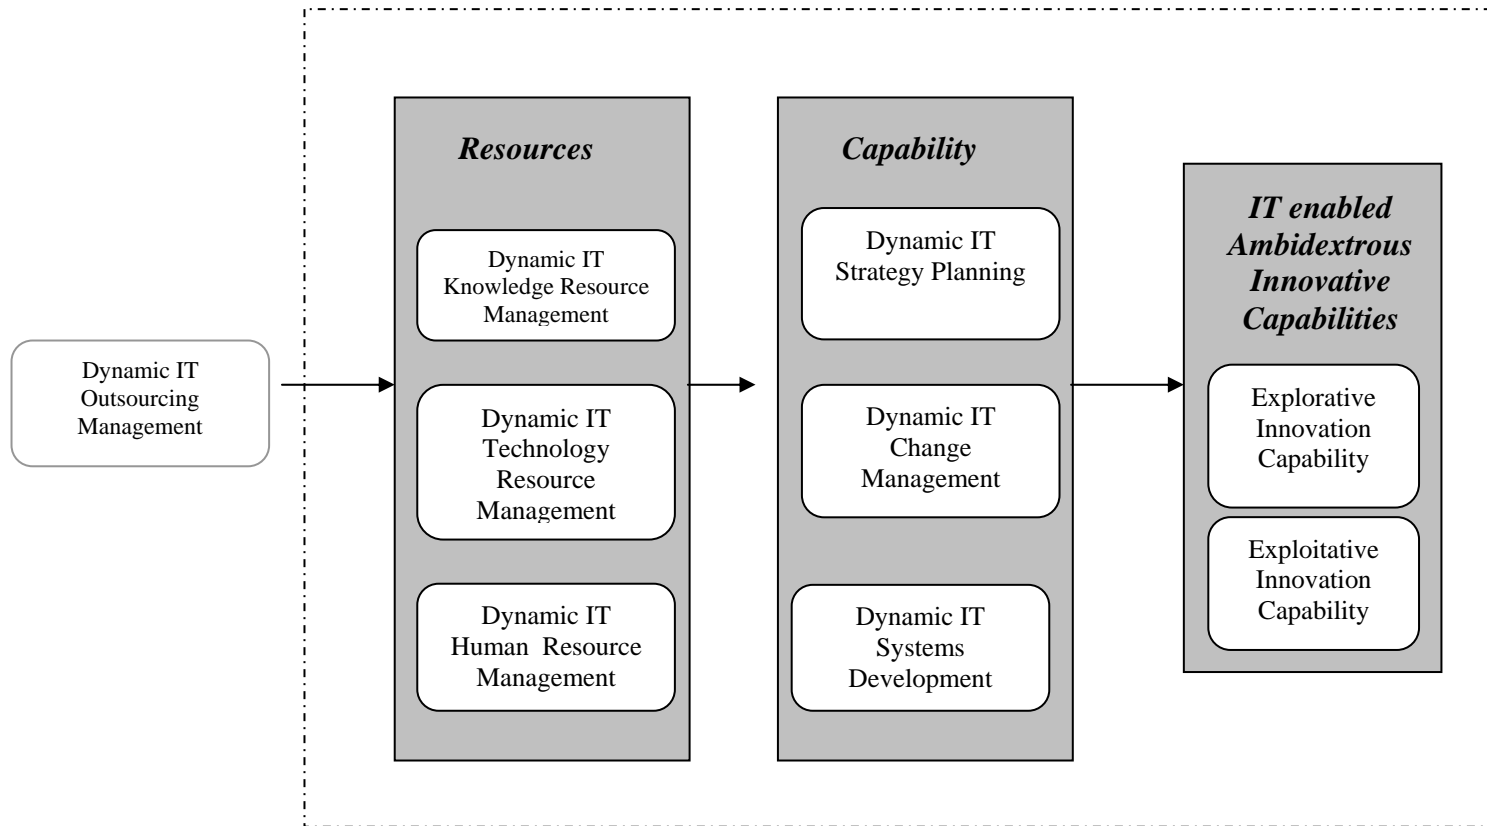 Dynamic IT
Outsourcing
Management
Resources
Dynamic IT
Knowledge Resource
Management
Dynamic IT
Technology
Resource
Management
Dynamic IT
Human  Resource
Management
Capability
Dynamic IT
Strategy Planning
Dynamic IT
Change
Management
Dynamic IT
Systems
Development
IT enabled
Ambidextrous
Innovative
Capabilities
Explorative
Innovation
Capability
Exploitative
Innovation
Capability